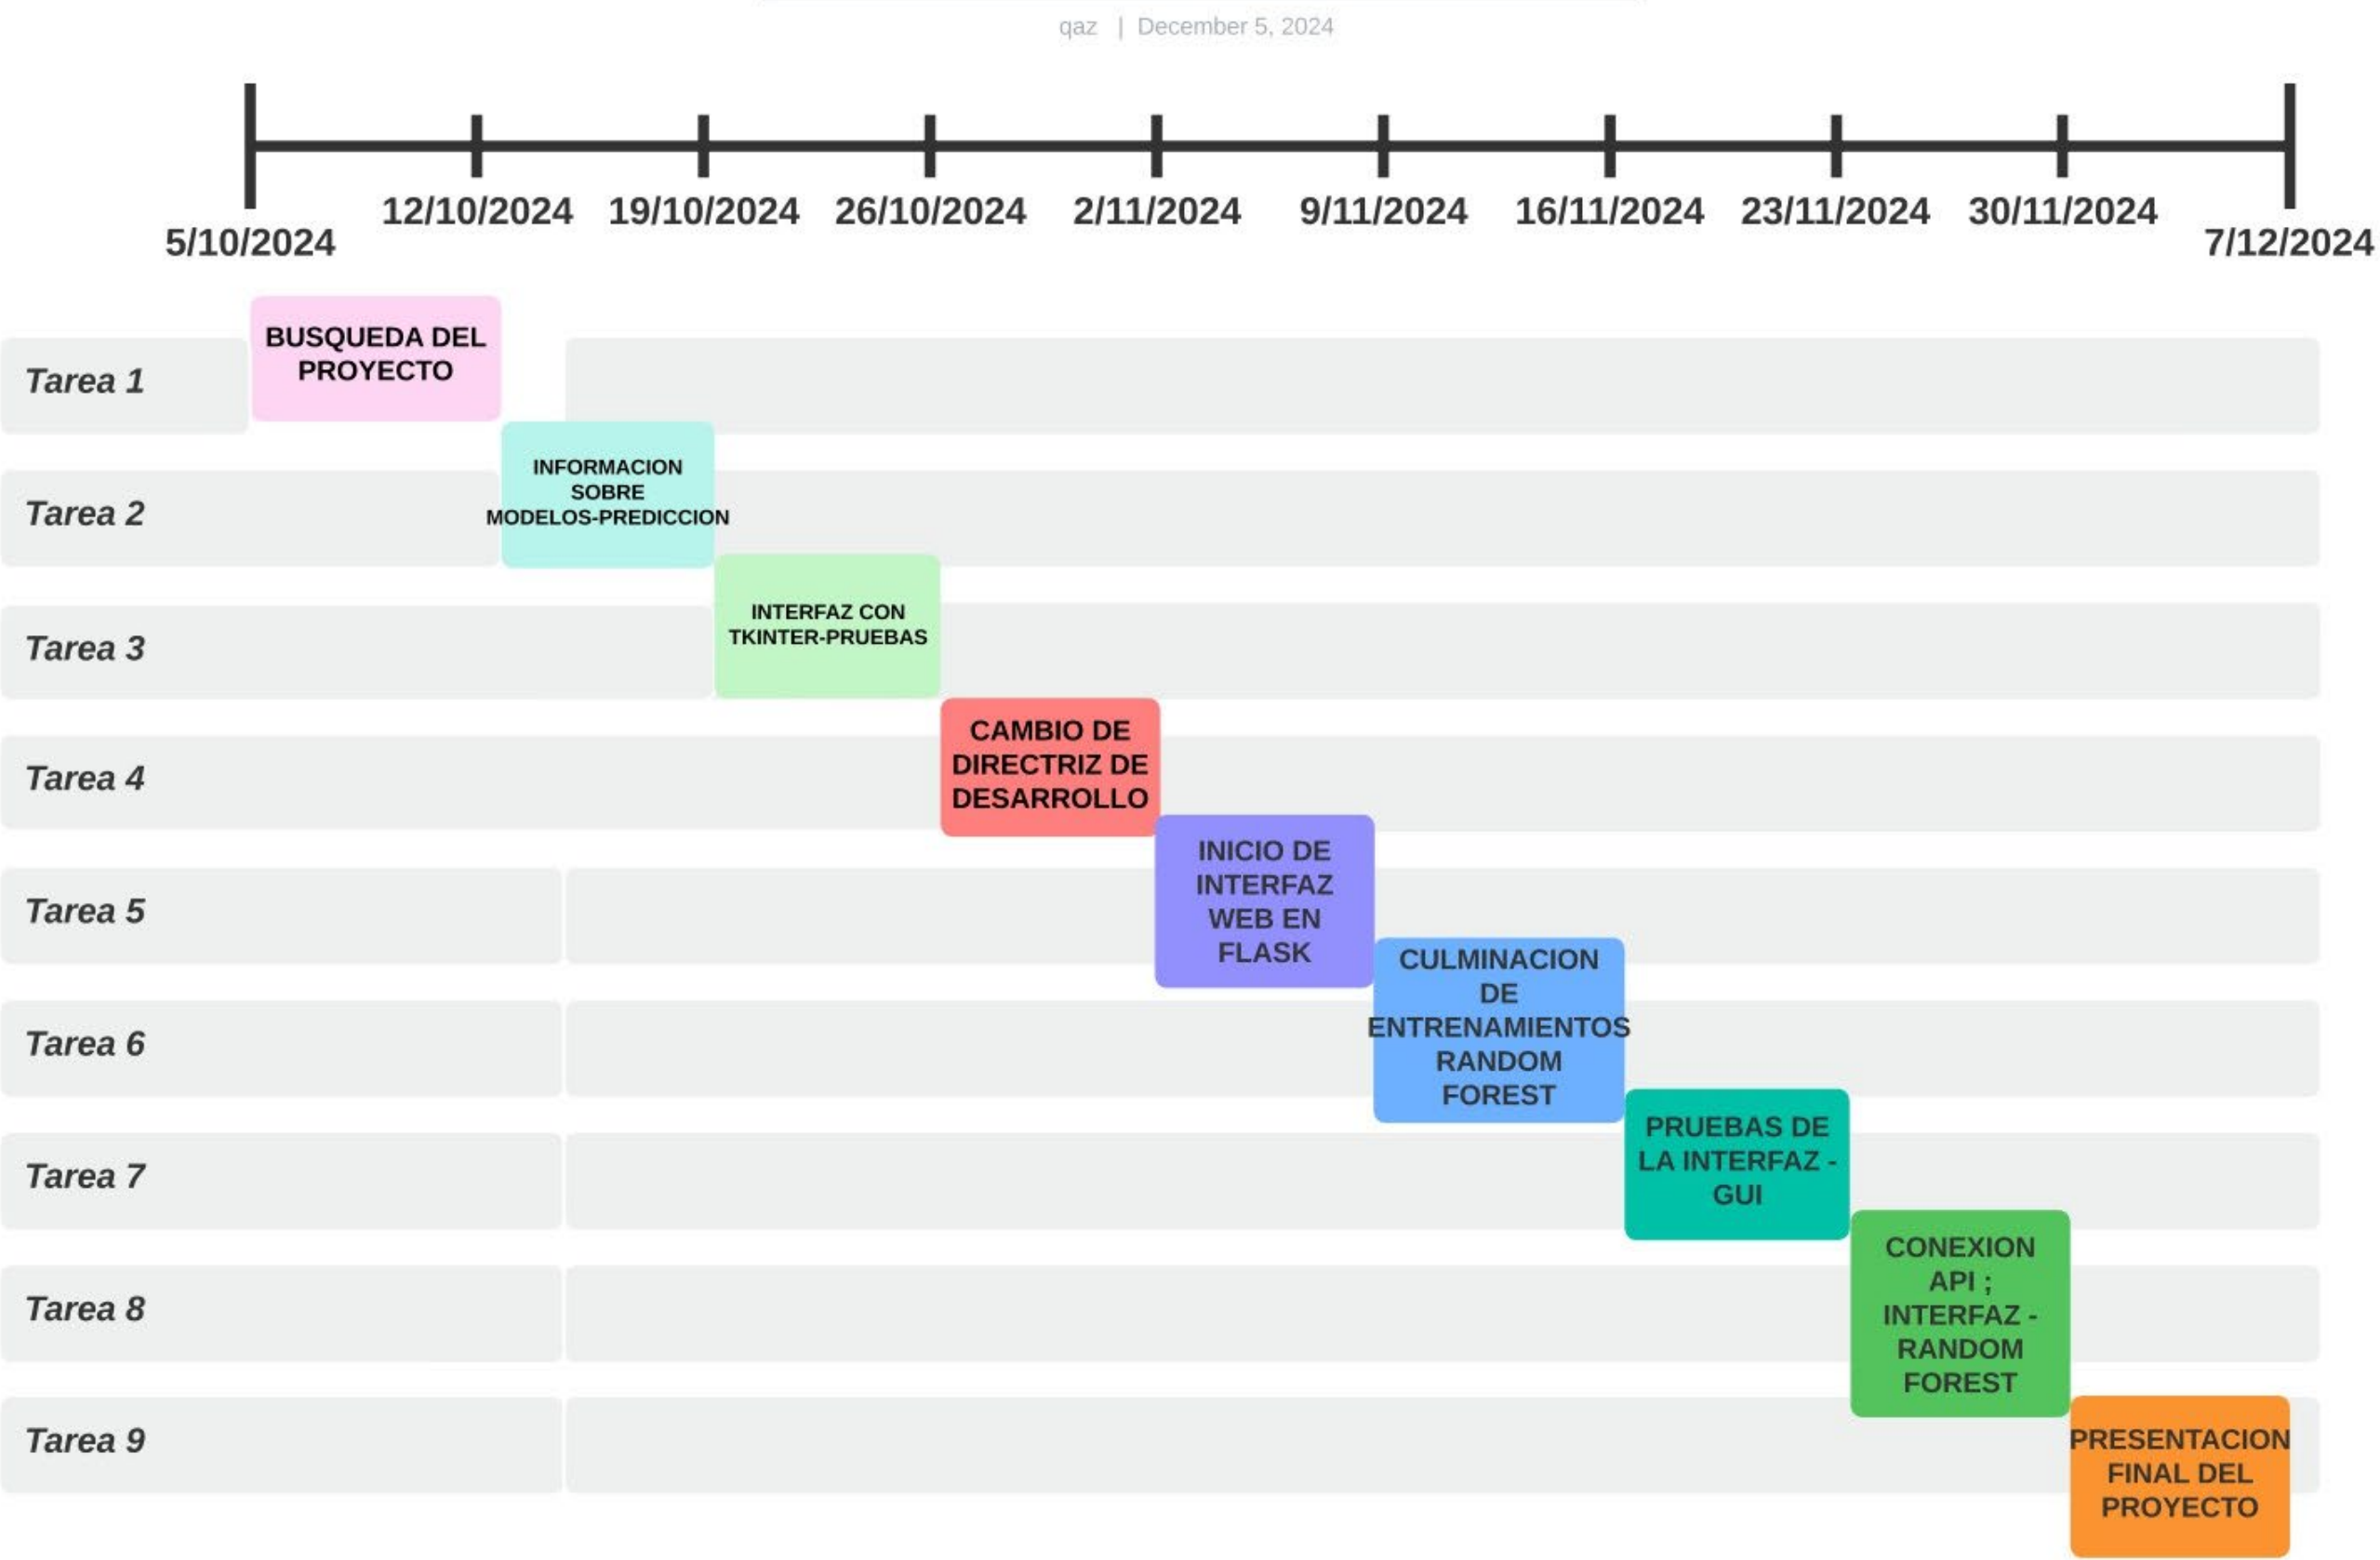 qaz | December 5, 2024
5/10/2024
12/10/2024
19/10/2024
26/10/2024
2/11/2024
9/11/2024
16/11/2024
23/11/2024
30/11/2024
7/12/2024
Tarea 1
BUSQUEDA DEL
PROYECTO
Tarea 2
INFORMACION
SOBRE
MODELOS-PREDICCION
Tarea 3
INTERFAZ CON
TKINTER-PRUEBAS
Tarea 4
CAMBIO DE
DIRECTRIZ DE
DESARROLLO
Tarea 5
INICIO DE
INTERFAZ
WEB EN
FLASK
Tarea 6
CULMINACION
DE
ENTRENAMIENTOS
RANDOM
FOREST
Tarea 7
PRUEBAS DE
LA INTERFAZ -
GUI
Tarea 8
CONEXION
API ;
INTERFAZ -
RANDOM
FOREST
Tarea 9
PRESENTACION
FINAL DEL
PROYECTO